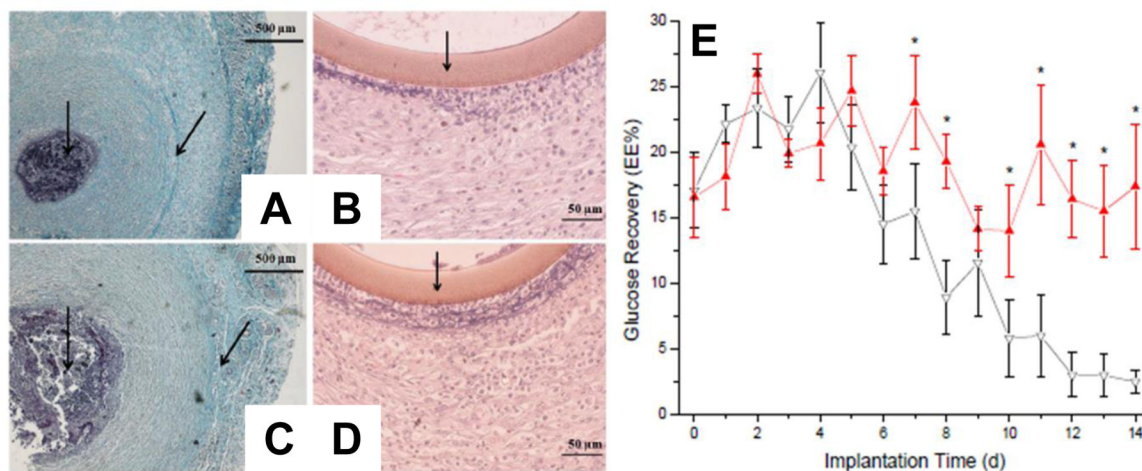 500 µm
A
B
50 µm
500 µm
C
D
50 µm
E
Glucose Recovery (EE%)
30
25
20
15
10
5
0
* * * * * * *
0 2 4 6 8 10 12 14
Implantation Time (d)